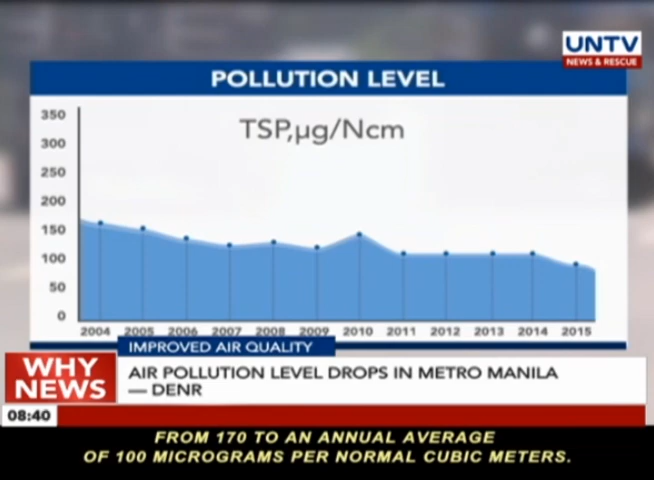 UNTV
NEWS & RESCUE
POLLUTION LEVEL
TSP,µg/Ncm
350
300
250
200
150
100
50
0
2004 2005 2006 2007 2008 2009 2010 2011 2012 2013 2014 2015
IMPROVED AIR QUALITY
WHY
NEWS
AIR POLLUTION LEVEL DROPS IN METRO MANILA
— DENR
08:40
FROM 170 TO AN ANNUAL AVERAGE
OF 100 MICROGRAMS PER NORMAL CUBIC METERS.